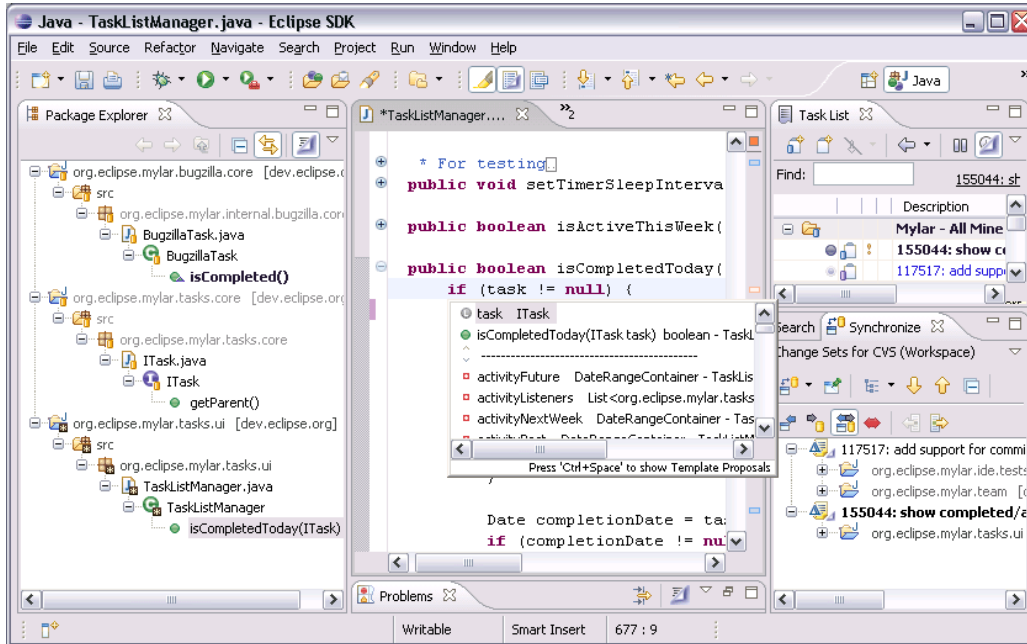 Java - TaskListManager.java - Eclipse SDK
File Edit Source Refactor Navigate Search Project Run Window Help
Java
Package Explorer
org.eclipse.mylar.bugzilla.core [dev.eclipse.
src
org.eclipse.mylar.internal.bugzilla.core
BugzillaTask.java
BugzillaTask
isCompleted()
org.eclipse.mylar.tasks.core [dev.eclipse.org
src
org.eclipse.mylar.tasks.core
ITask.java
ITask
getParent()
org.eclipse.mylar.tasks.ui [dev.eclipse.org]
src
org.eclipse.mylar.tasks.ui
TaskListManager.java
TaskListManager
isCompletedToday(ITask)
*TaskListManager....
»2
* For testing
public void setTimerSleepInterva
public boolean isActiveThisWeek(
public boolean isCompletedToday(
if (task != null) {
task ITask
isCompletedToday(ITask task) boolean - TaskL
----------------------------------------
activityFuture DateRangeContainer - TaskLis
activityListeners List<org.eclipse.mylar.tasks
activityNextWeek DateRangeContainer - Tas
Press 'Ctrl+Space' to show Template Proposals
}
Date completionDate = ta
if (completionDate != nul
Problems
Task List
Find:
155044: sh
Description
Mylar - All Mine
155044: show co
117517: add suppo
Search Synchronize
Change Sets for CVS (Workspace)
117517: add support for commi
org.eclipse.mylar.ide.tests
org.eclipse.mylar.team [
155044: show completed/a
org.eclipse.mylar.tasks.ui
Writable Smart Insert 677 : 9